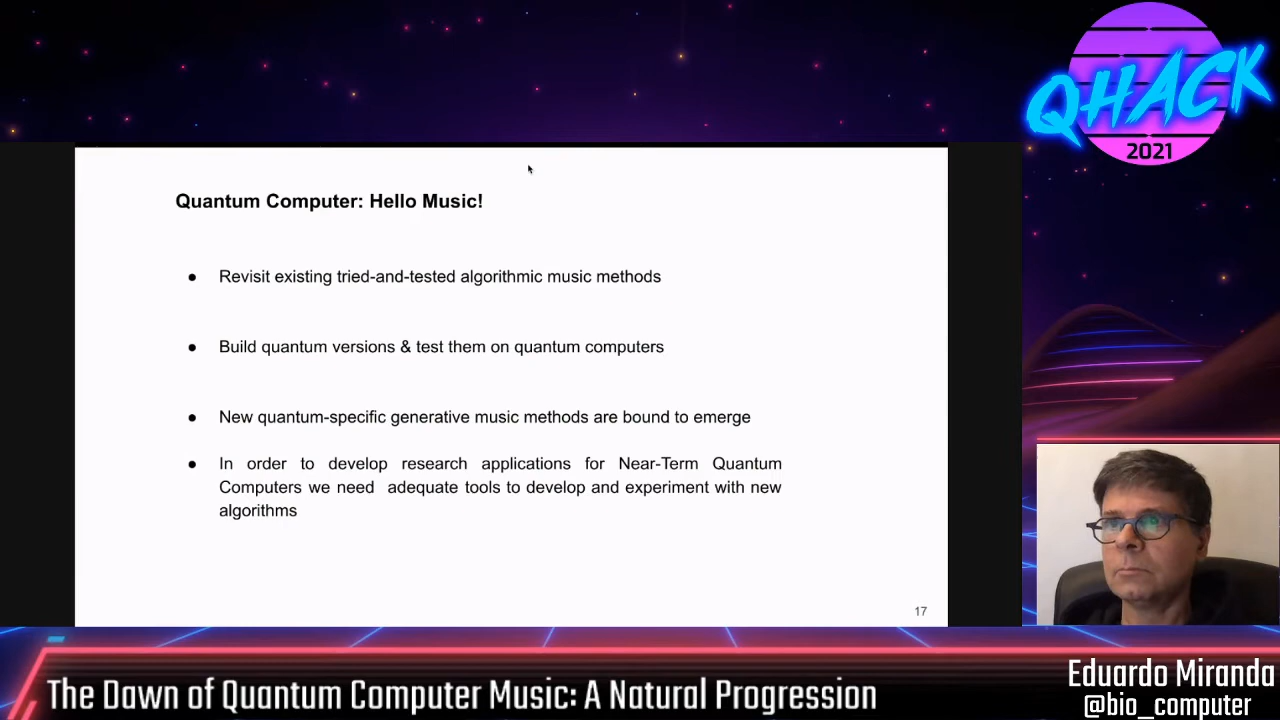 QHACK
2021
Quantum Computer: Hello Music!
● Revisit existing tried-and-tested algorithmic music methods
● Build quantum versions & test them on quantum computers
● New quantum-specific generative music methods are bound to emerge
● In order to develop research applications for Near-Term Quantum
Computers we need adequate tools to develop and experiment with new
algorithms
17
The Dawn of Quantum Computer Music: A Natural Progression
Eduardo Miranda
@bio_computer